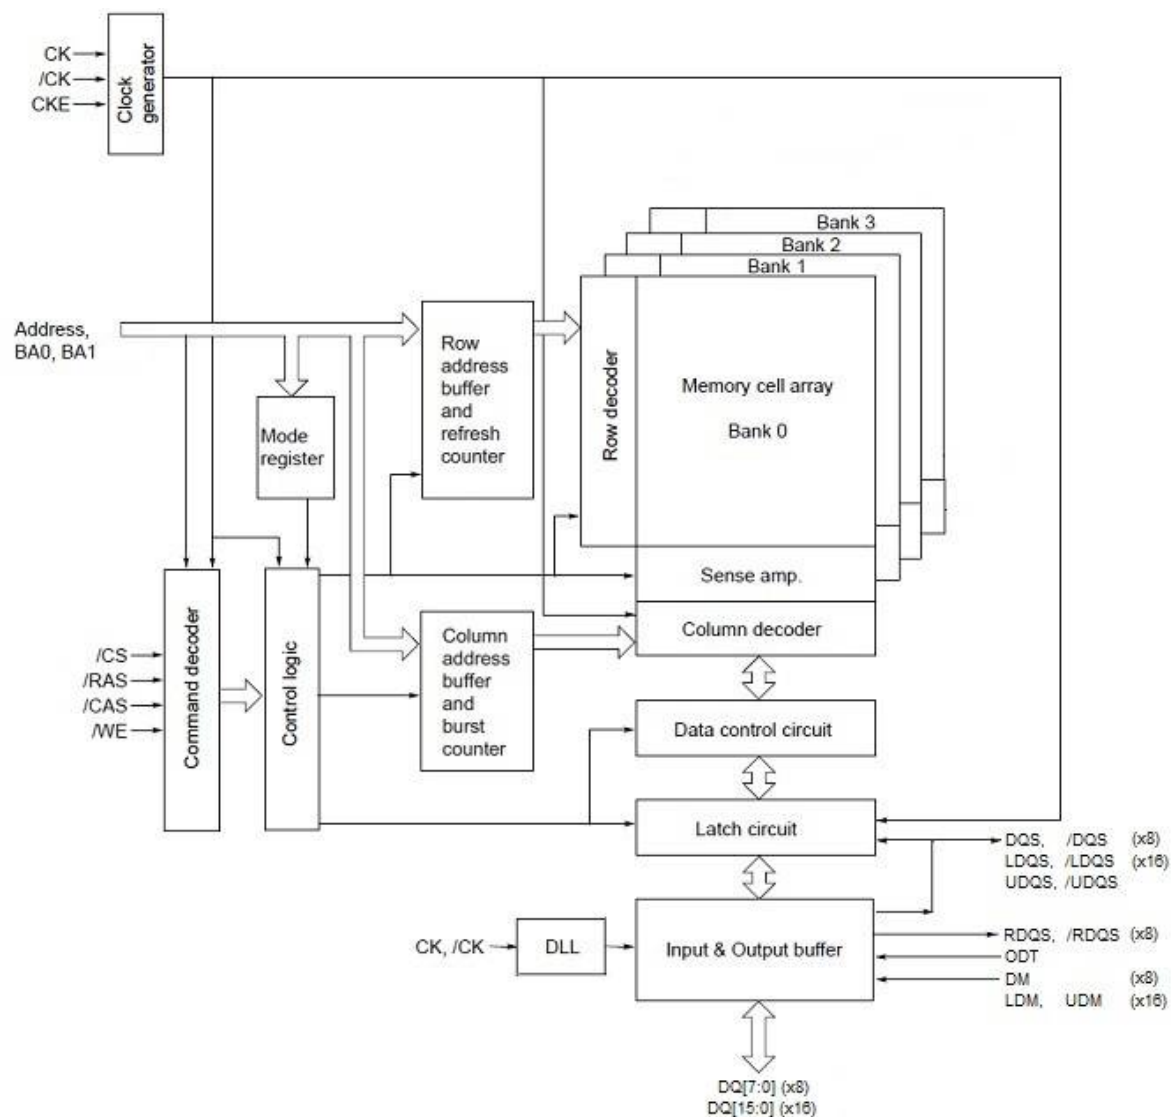 CK
/CK
CKE
Clock
generator
Bank 3
Bank 2
Bank 1
Address,
BA0, BA1
Row
address
buffer
and
refresh
counter
Row decoder
Memory cell array
Bank 0
Mode
register
Sense amp.
Column decoder
/CS
/RAS
/CAS
/WE
Command decoder
Control logic
Column
address
buffer
and
burst
counter
Data control circuit
Latch circuit
DQS, /DQS (x8)
LDQS, /LDQS (x16)
UDQS, /UDQS
CK, /CK
DLL
Input & Output buffer
RDQS, /RDQS (x8)
ODT
DM (x8)
LDM, UDM (x16)
DQ[7:0] (x8)
DQ[15:0] (x16)